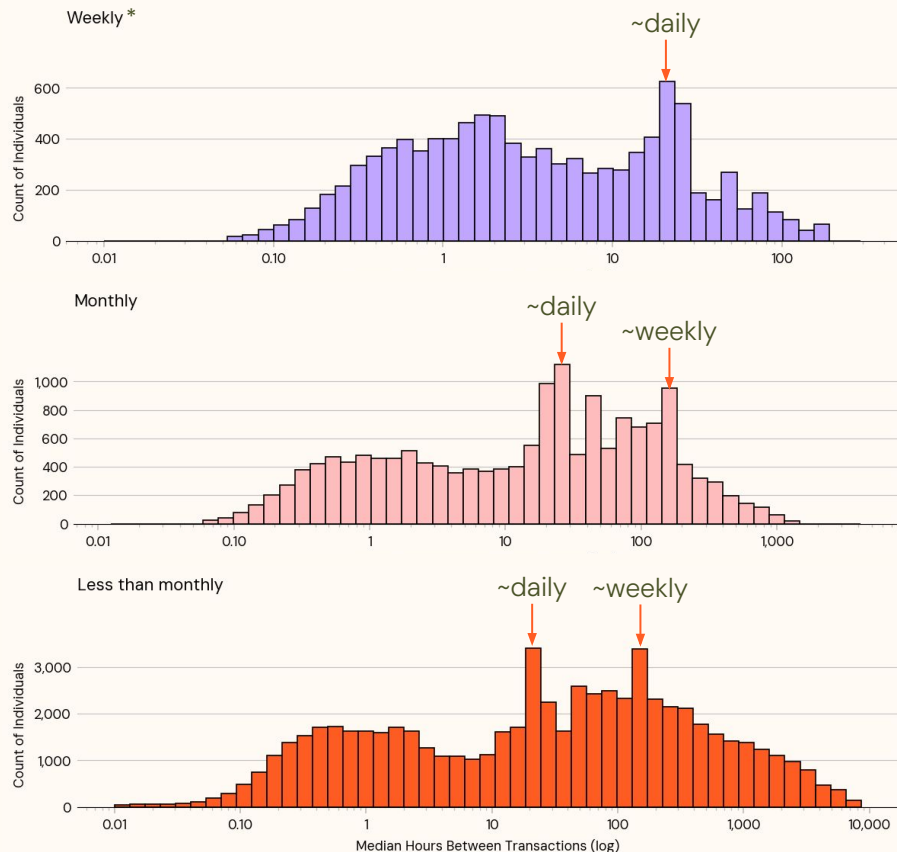 Weekly *
~daily
Count of Individuals
600
400
200
0
0.01 0.10 1 10 100
Monthly
~daily
~weekly
Count of Individuals
1,000
800
600
400
200
0
0.01 0.10 1 10 100 1,000
Less than monthly
~daily ~weekly
Count of Individuals
3,000
2,000
1,000
0
0.01 0.10 1 10 100 1,000 10,000
Median Hours Between Transactions (log)